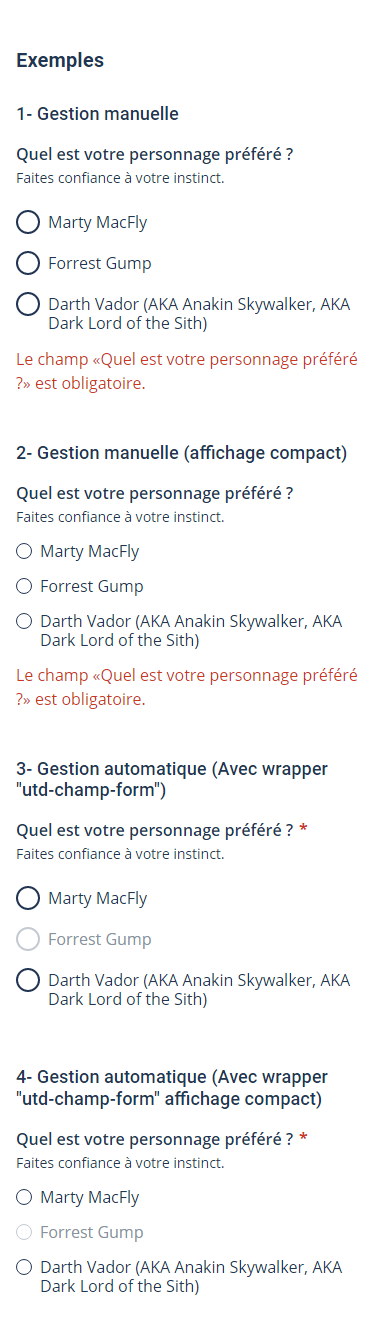 Exemples
1- Gestion manuelle
Quel est votre personnage préféré ?
Faites confiance à votre instinct.
Marty MacFly
Forrest Gump
Darth Vador (AKA Anakin Skywalker, AKA
Dark Lord of the Sith)
Le champ «Quel est votre personnage préféré
?» est obligatoire.
2- Gestion manuelle (affichage compact)
Quel est votre personnage préféré ?
Faites confiance à votre instinct.
Marty MacFly
Forrest Gump
Darth Vador (AKA Anakin Skywalker, AKA
Dark Lord of the Sith)
Le champ «Quel est votre personnage préféré
?» est obligatoire.
3- Gestion automatique (Avec wrapper
"utd-champ-form")
Quel est votre personnage préféré ? *
Faites confiance à votre instinct.
Marty MacFly
Forrest Gump
Darth Vador (AKA Anakin Skywalker, AKA
Dark Lord of the Sith)
4- Gestion automatique (Avec wrapper
"utd-champ-form" affichage compact)
Quel est votre personnage préféré ? *
Faites confiance à votre instinct.
Marty MacFly
Forrest Gump
Darth Vador (AKA Anakin Skywalker, AKA
Dark Lord of the Sith)